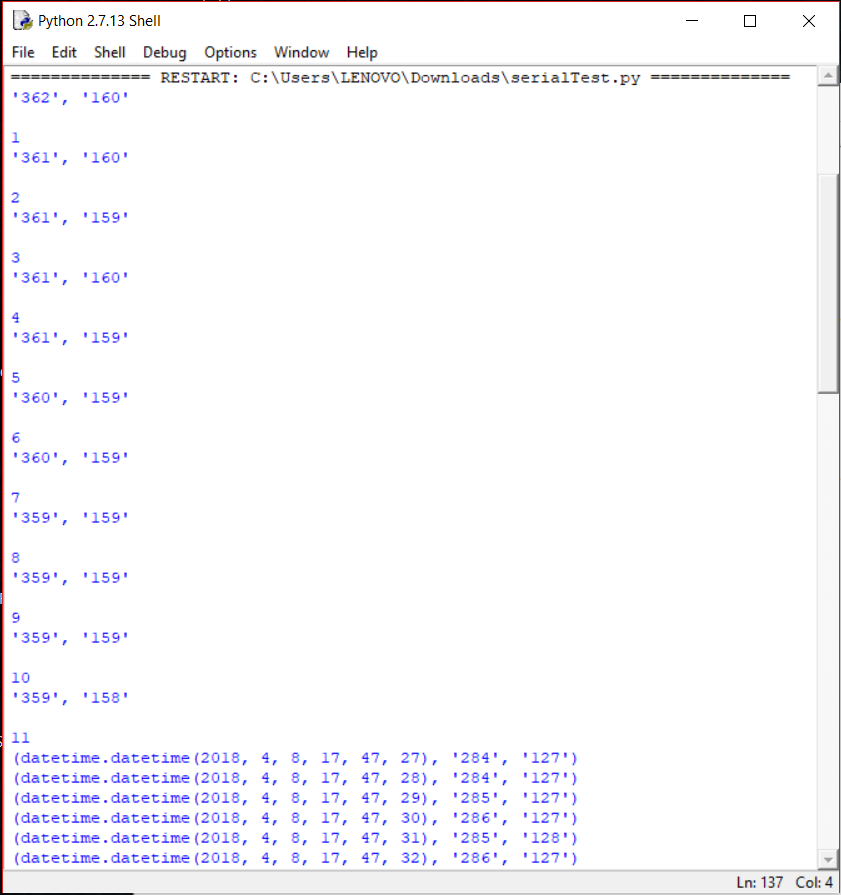 Python 2.7.13 Shell
File Edit Shell Debug Options Window Help
============== RESTART: C:\Users\LENOVO\Downloads\serialTest.py ==============
'362', '160'
1
'361', '160'
2
'361', '159'
3
'361', '160'
4
'361', '159'
5
'360', '159'
6
'360', '159'
7
'359', '159'
8
'359', '159'
9
'359', '159'
10
'359', '158'
11
(datetime.datetime(2018, 4, 8, 17, 47, 27), '284', '127')
(datetime.datetime(2018, 4, 8, 17, 47, 28), '284', '127')
(datetime.datetime(2018, 4, 8, 17, 47, 29), '285', '127')
(datetime.datetime(2018, 4, 8, 17, 47, 30), '286', '127')
(datetime.datetime(2018, 4, 8, 17, 47, 31), '285', '128')
(datetime.datetime(2018, 4, 8, 17, 47, 32), '286', '127')
Ln: 137 Col: 4